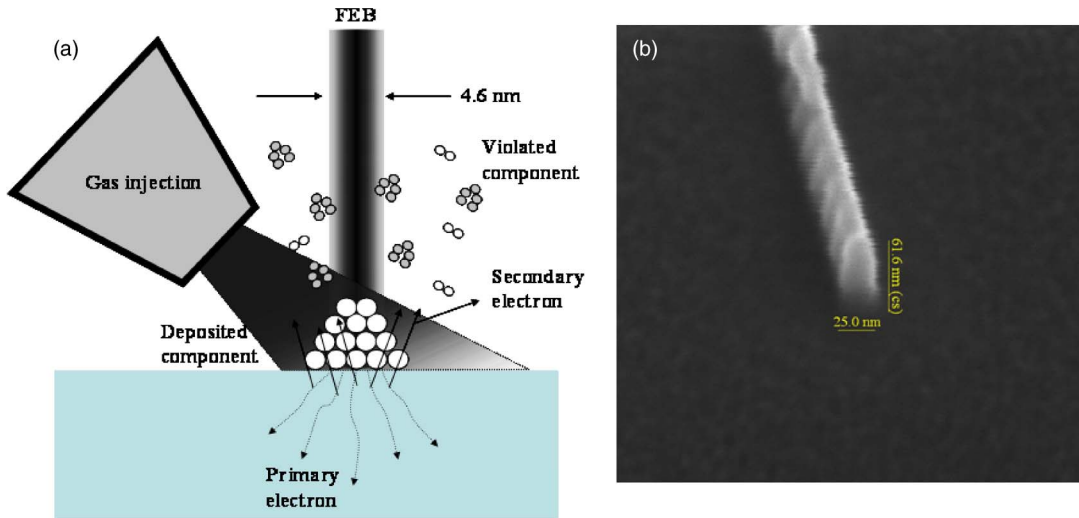 (a)
FEB
4.6 nm
Gas injection
Violated
component
Secondary
electron
Deposited
component
Primary
electron
(b)
61.6 nm (cs)
25.0 nm